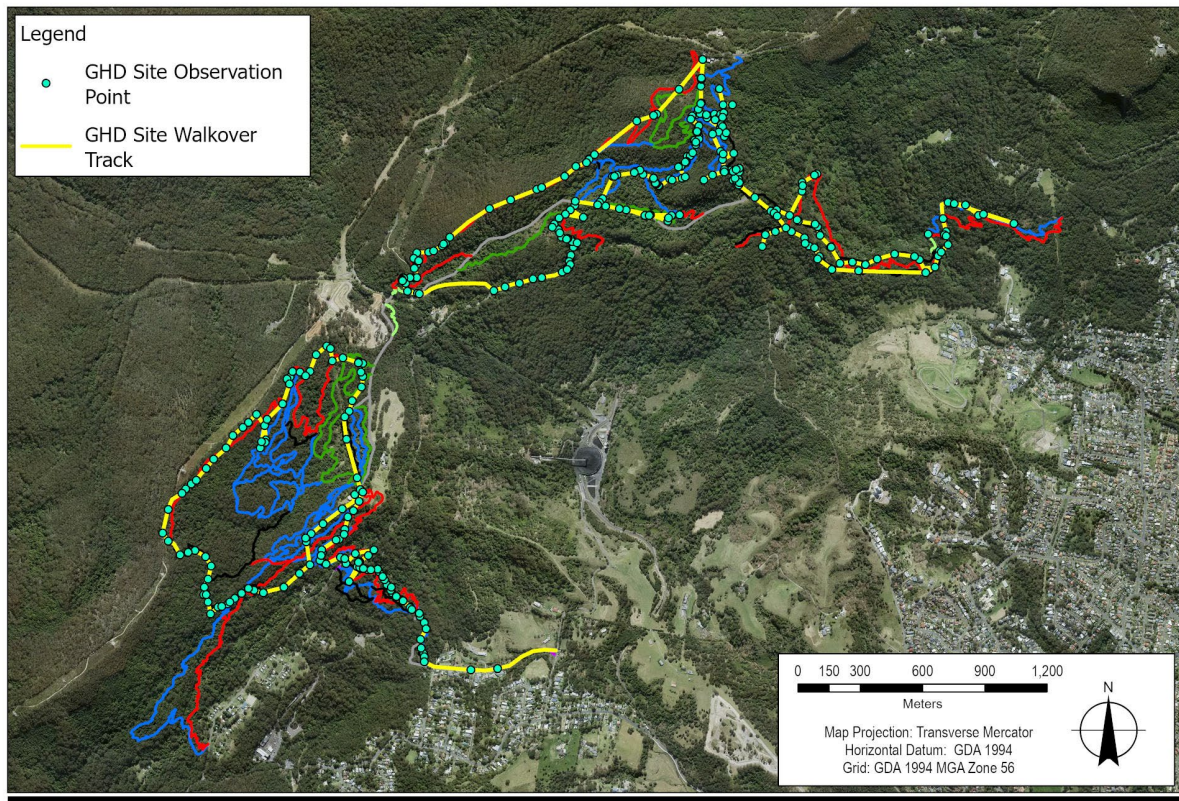 Legend
GHD Site Observation
Point
GHD Site Walkover
Track
0 150 300 600 900 1,200
Meters
Map Projection: Transverse Mercator
Horizontal Datum: GDA 1994
Grid: GDA 1994 MGA Zone 56
N